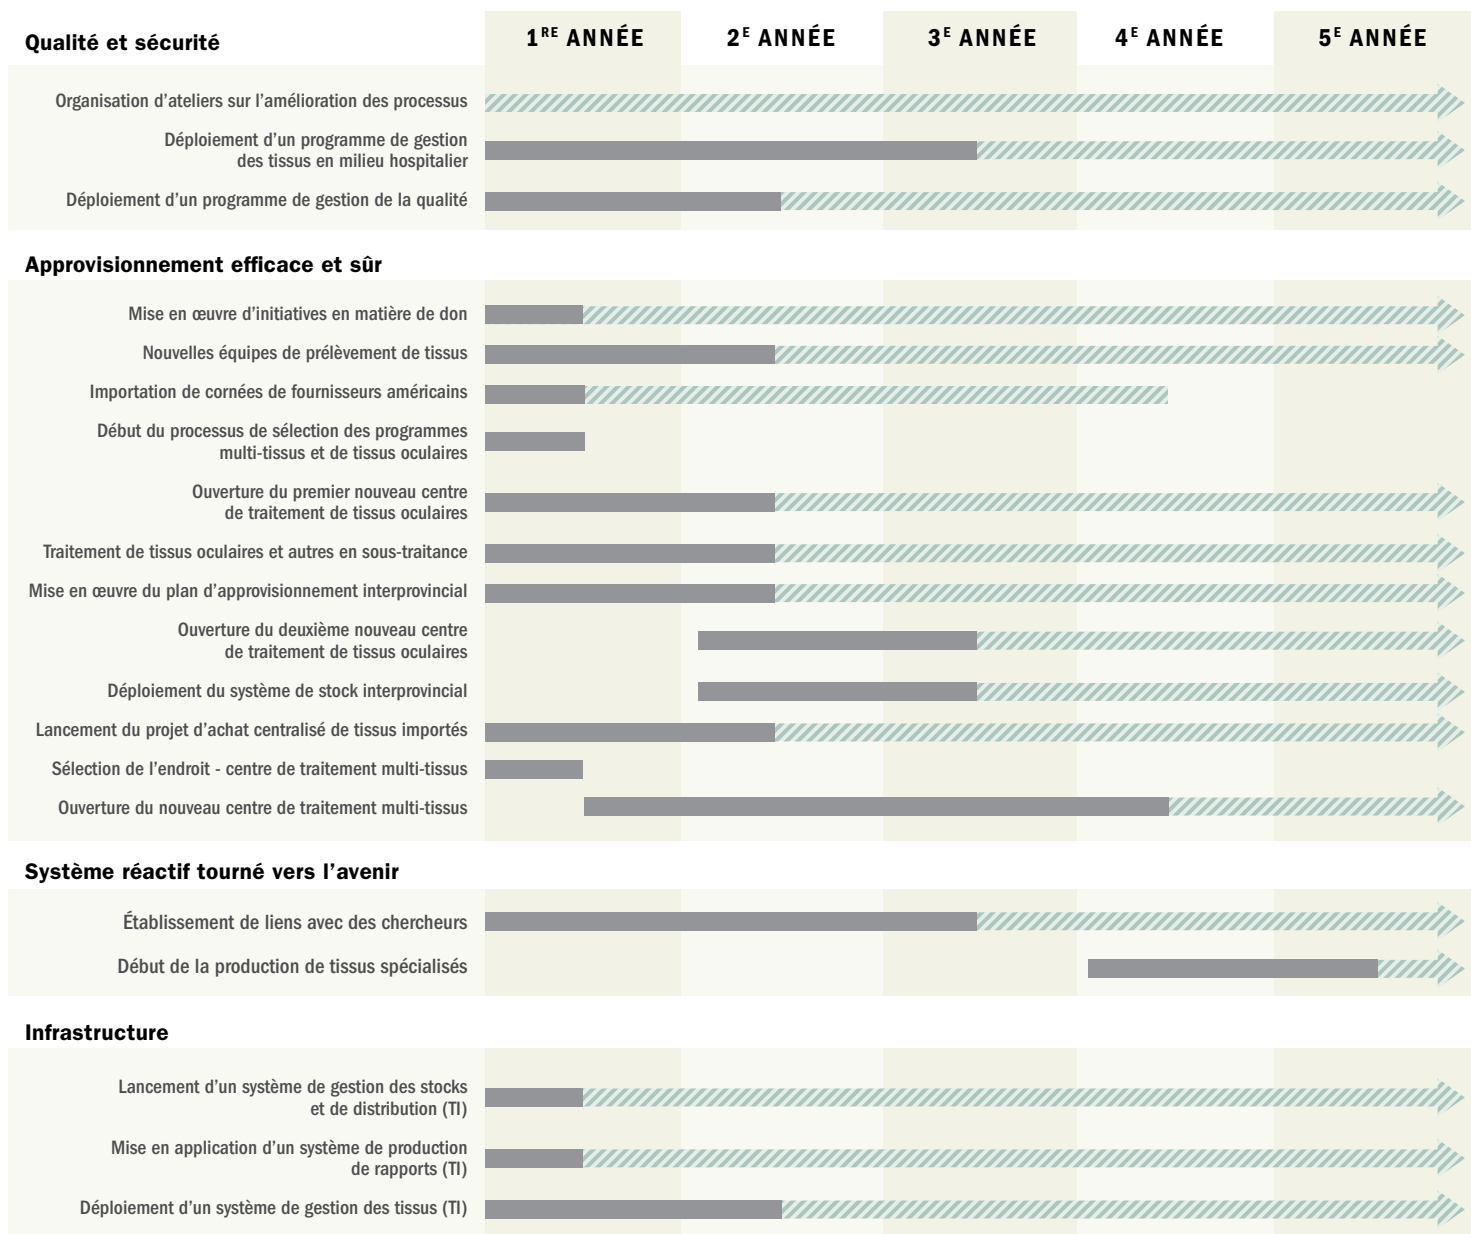 Qualité et sécurité
1RE ANNÉE 2E ANNÉE 3E ANNÉE 4E ANNÉE 5E ANNÉE
Organisation d’ateliers sur l’amélioration des processus
Déploiement d’un programme de gestion
des tissus en milieu hospitalier
Déploiement d’un programme de gestion de la qualité
Approvisionnement efficace et sûr
Mise en œuvre d’initiatives en matière de don
Nouvelles équipes de prélèvement de tissus
Importation de cornées de fournisseurs américains
Début du processus de sélection des programmes
multi-tissus et de tissus oculaires
Ouverture du premier nouveau centre
de traitement de tissus oculaires
Traitement de tissus oculaires et autres en sous-traitance
Mise en œuvre du plan d’approvisionnement interprovincial
Ouverture du deuxième nouveau centre
de traitement de tissus oculaires
Déploiement du système de stock interprovincial
Lancement du projet d’achat centralisé de tissus importés
Sélection de l’endroit - centre de traitement multi-tissus
Ouverture du nouveau centre de traitement multi-tissus
Système réactif tourné vers l’avenir
Établissement de liens avec des chercheurs
Début de la production de tissus spécialisés
Infrastructure
Lancement d’un système de gestion des stocks
et de distribution (TI)
Mise en application d’un système de production
de rapports (TI)
Déploiement d’un système de gestion des tissus (TI)